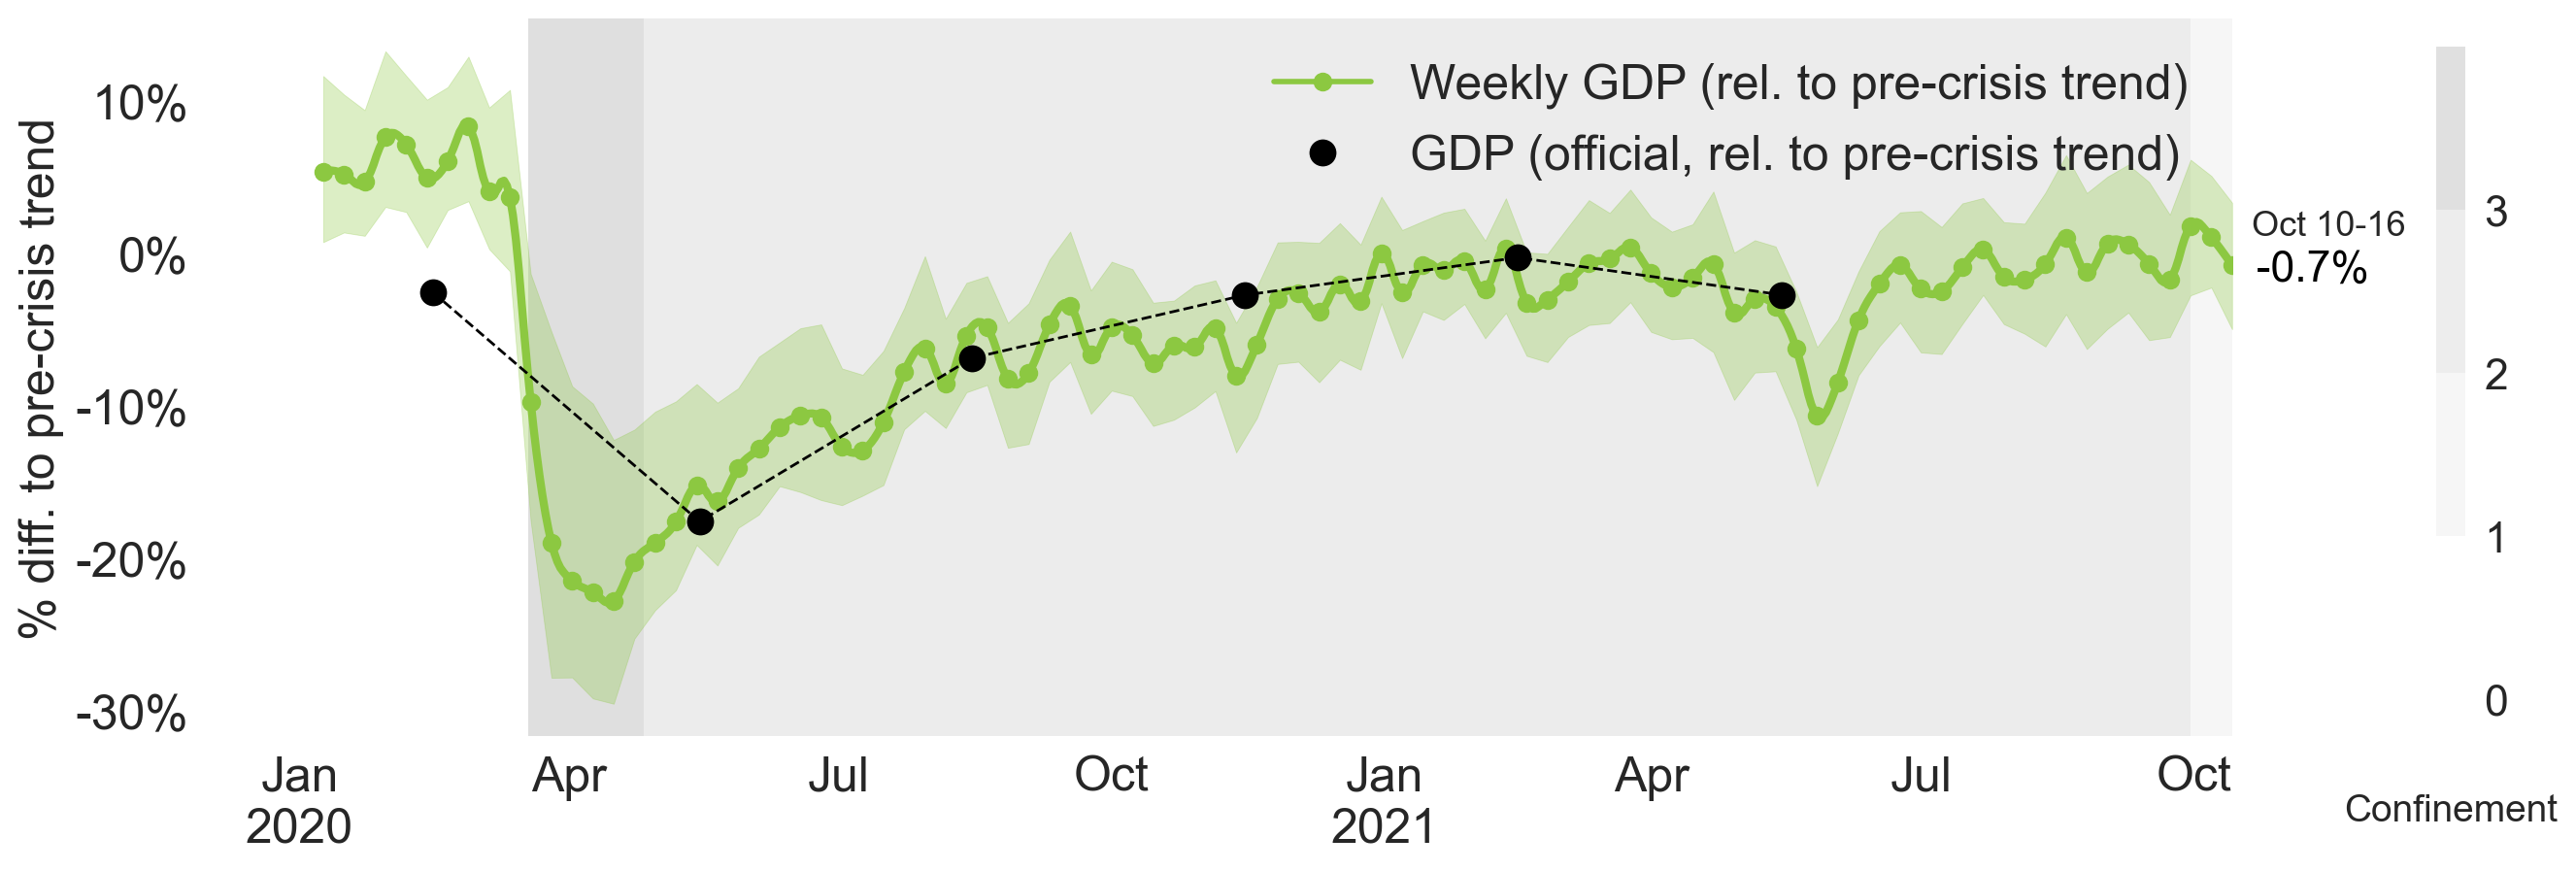 % diff. to pre-crisis trend
10%
0%
-10%
-20%
-30%
Weekly GDP (rel. to pre-crisis trend)
GDP (official, rel. to pre-crisis trend)
Oct 10-16
-0.7%
3
2
1
0
Confinement
Jan Apr Jul Oct Jan Apr Jul Oct
2020 2021